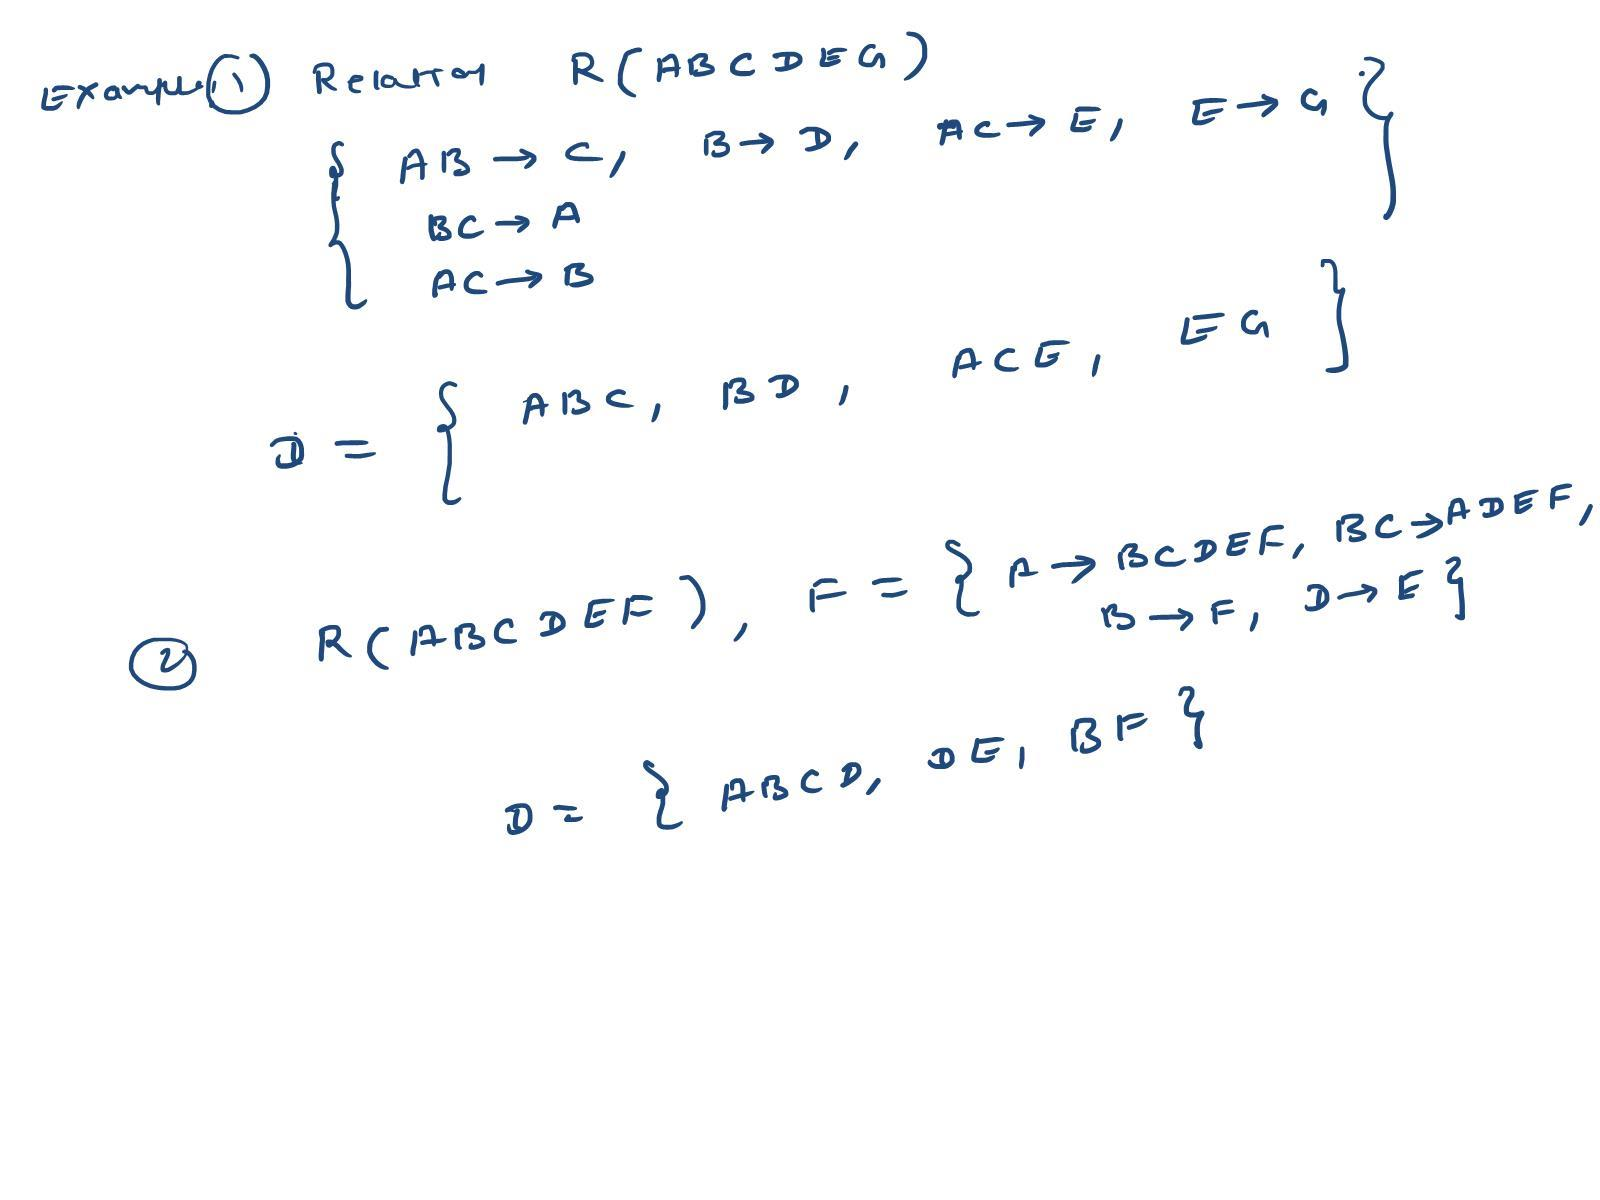 Example ① Relation R(ABCDEG)
{ AB → C, B → D, AC → E, E → G }
BC → A
AC → B
D = { ABC, BD, ACE, EG }
② R(ABCDEF), F = { A → BCDEF, BC → ADEF,
B → F, D → E }
D = { ABCD, DE, BF }